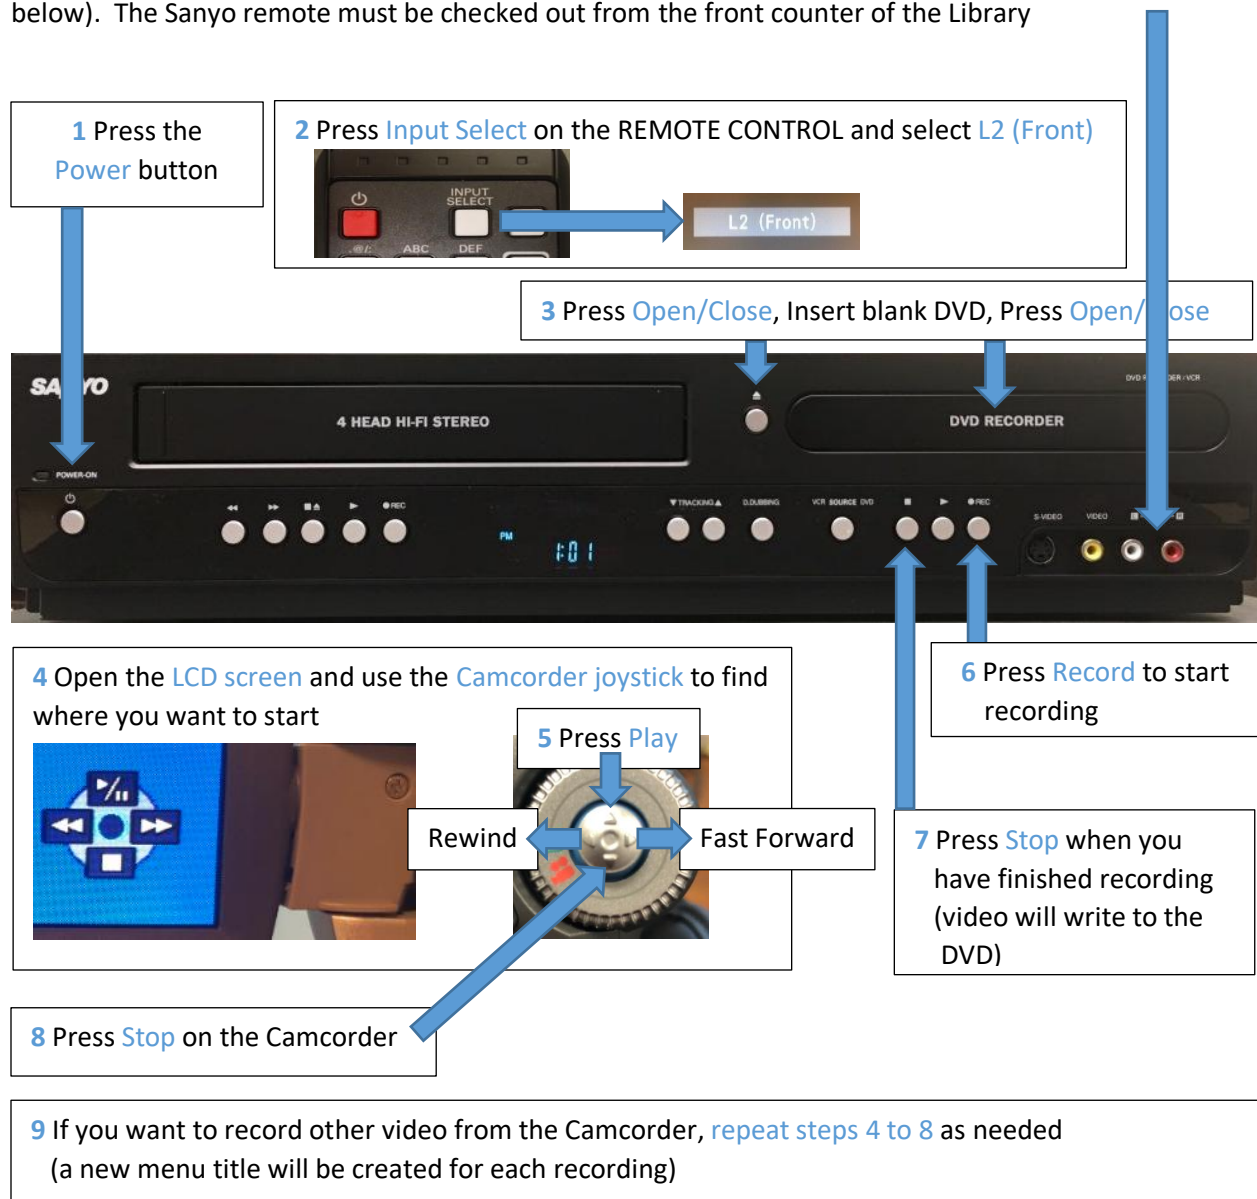 below).  The Sanyo remote must be checked out from the front counter of the Library
1 Press the
Power button
2 Press Input Select on the REMOTE CONTROL and select L2 (Front)
INPUT
SELECT
L2 (Front)
.@/:
ABC
DEF
3 Press Open/Close, Insert blank DVD, Press Open/ ose
SA YO
4 HEAD HI-FI STEREO
DVD RECORDER
POWER-ON
REC
PM
1:01
TRACKING
D.DUBBING
VCR SOURCE DVD
REC
S-VIDEO
VIDEO
4 Open the LCD screen and use the Camcorder joystick to find
where you want to start
5 Press Play
Rewind
Fast Forward
6 Press Record to start
recording
7 Press Stop when you
have finished recording
(video will write to the
DVD)
8 Press Stop on the Camcorder
9 If you want to record other video from the Camcorder, repeat steps 4 to 8 as needed
(a new menu title will be created for each recording)